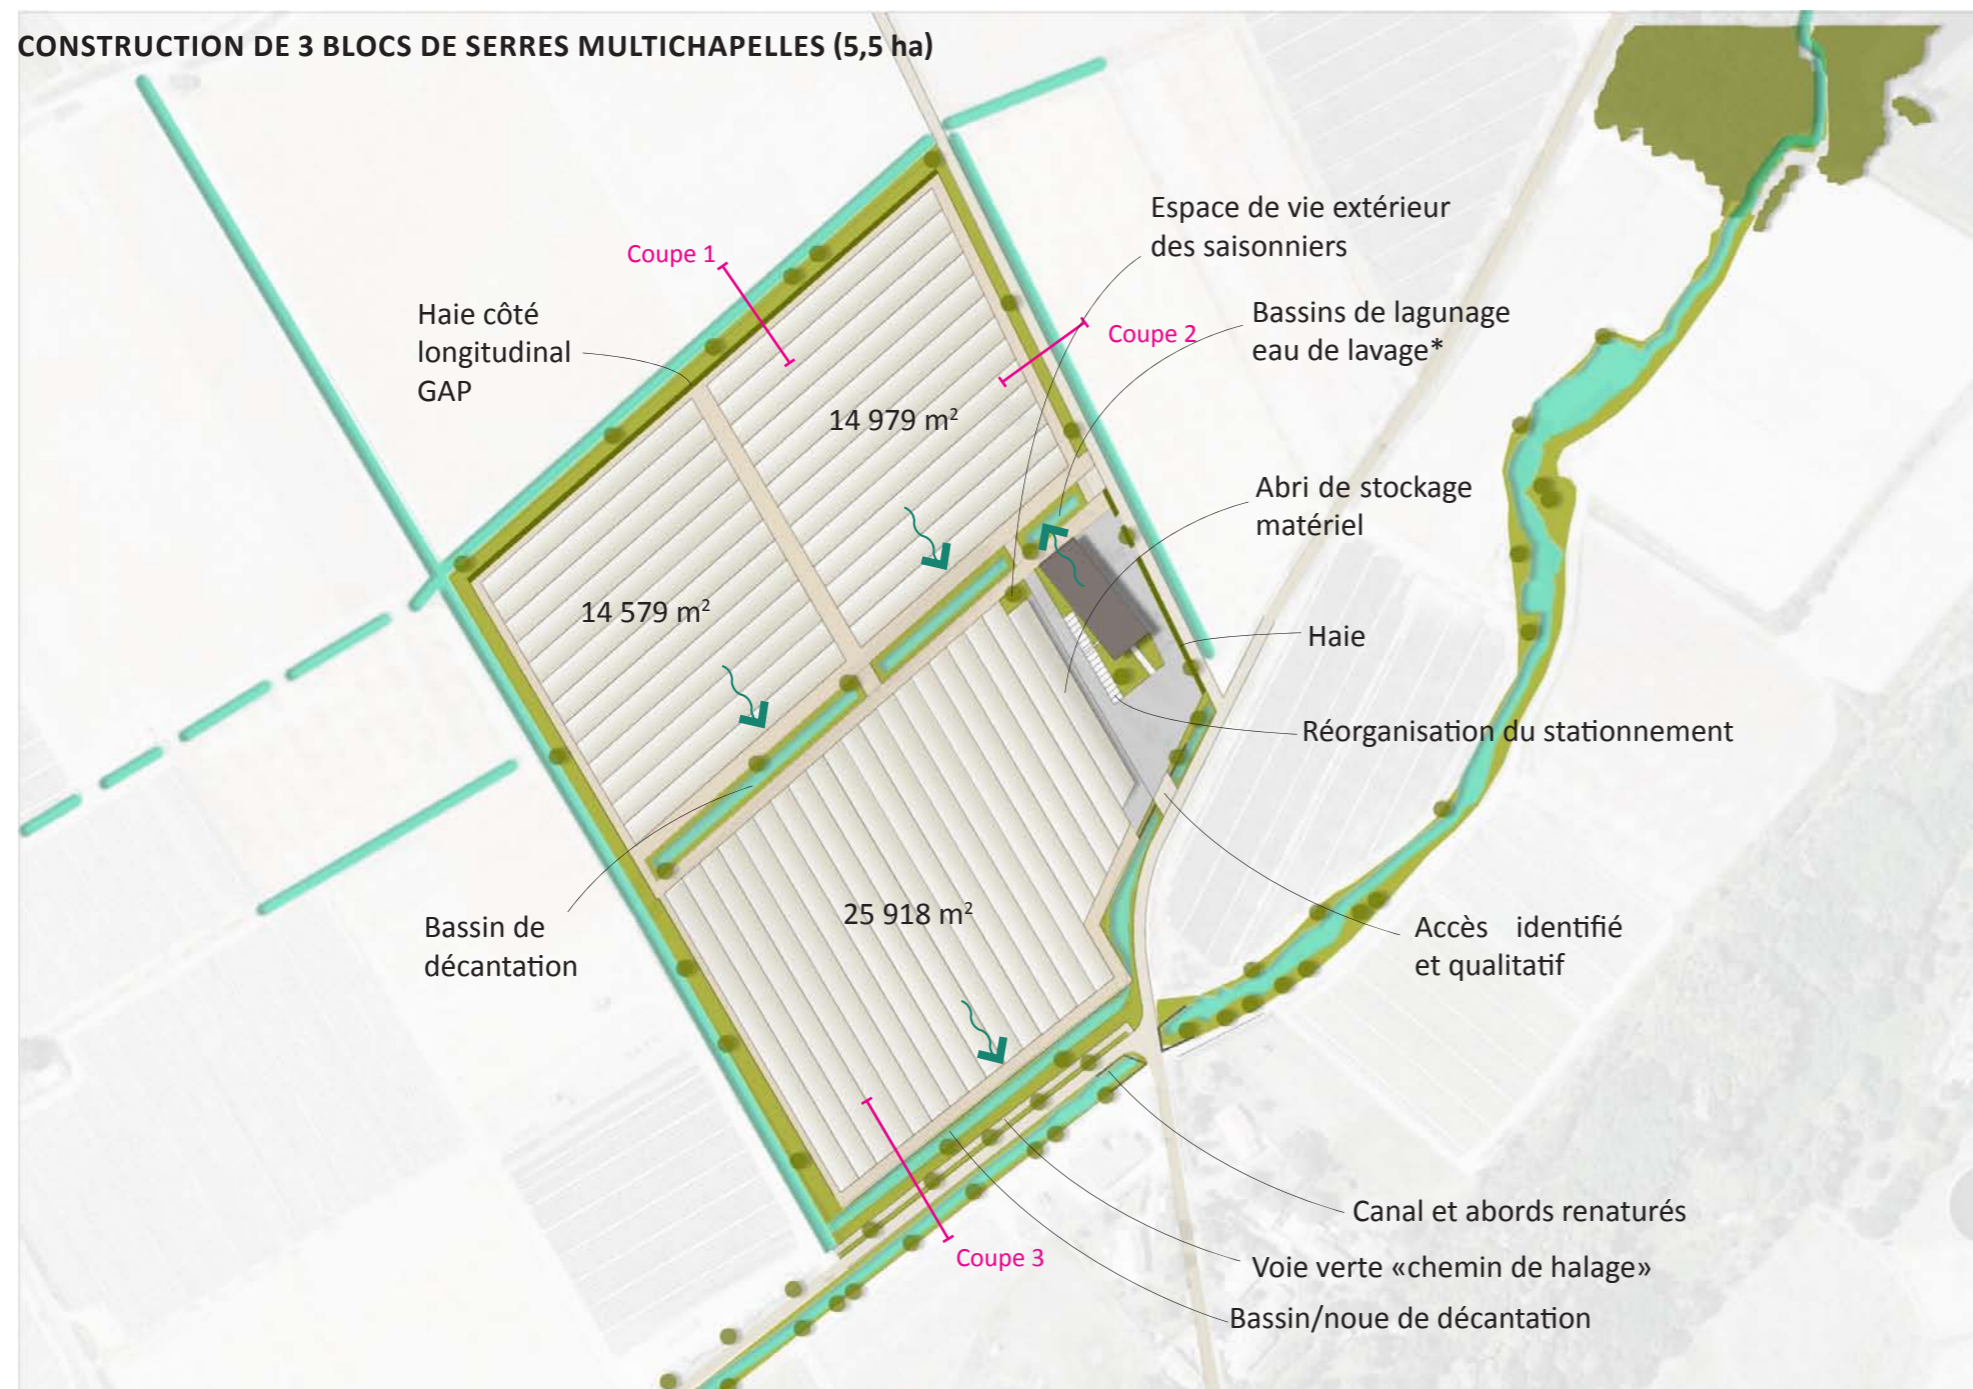 CONSTRUCTION DE 3 BLOCS DE SERRES MULTICHAPELLES (5,5 ha)
Espace de vie extérieur
des saisonniers
Coupe 1
Haie côté
longitudinal
GAP
Bassins de lagunage
eau de lavage*
Coupe 2
14 979 m²
Abri de stockage
matériel
14 579 m²
Haie
Réorganisation du stationnement
25 918 m²
Bassin de
décantation
Accès identifié
et qualitatif
Canal et abords renaturés
Coupe 3
Voie verte «chemin de halage»
Bassin/noue de décantation